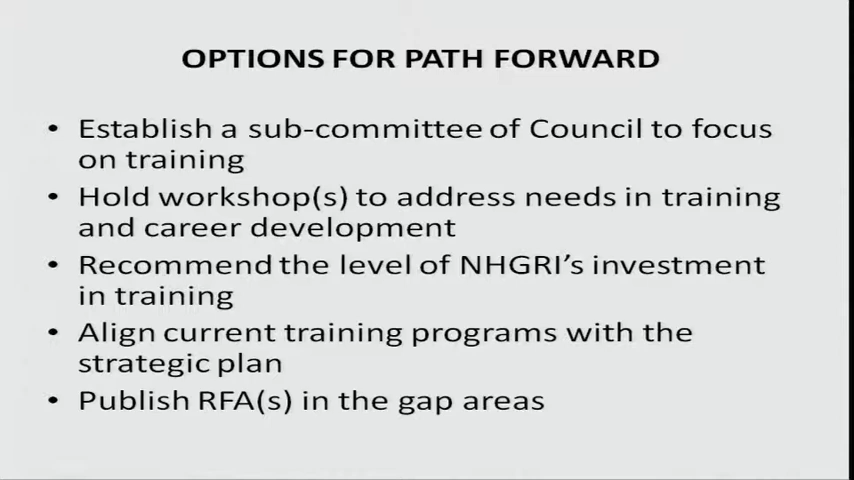 OPTIONS FOR PATH FORWARD
• Establish a sub-committee of Council to focus
on training
• Hold workshop(s) to address needs in training
and career development
• Recommend the level of NHGRI’s investment
in training
• Align current training programs with the
strategic plan
• Publish RFA(s) in the gap areas